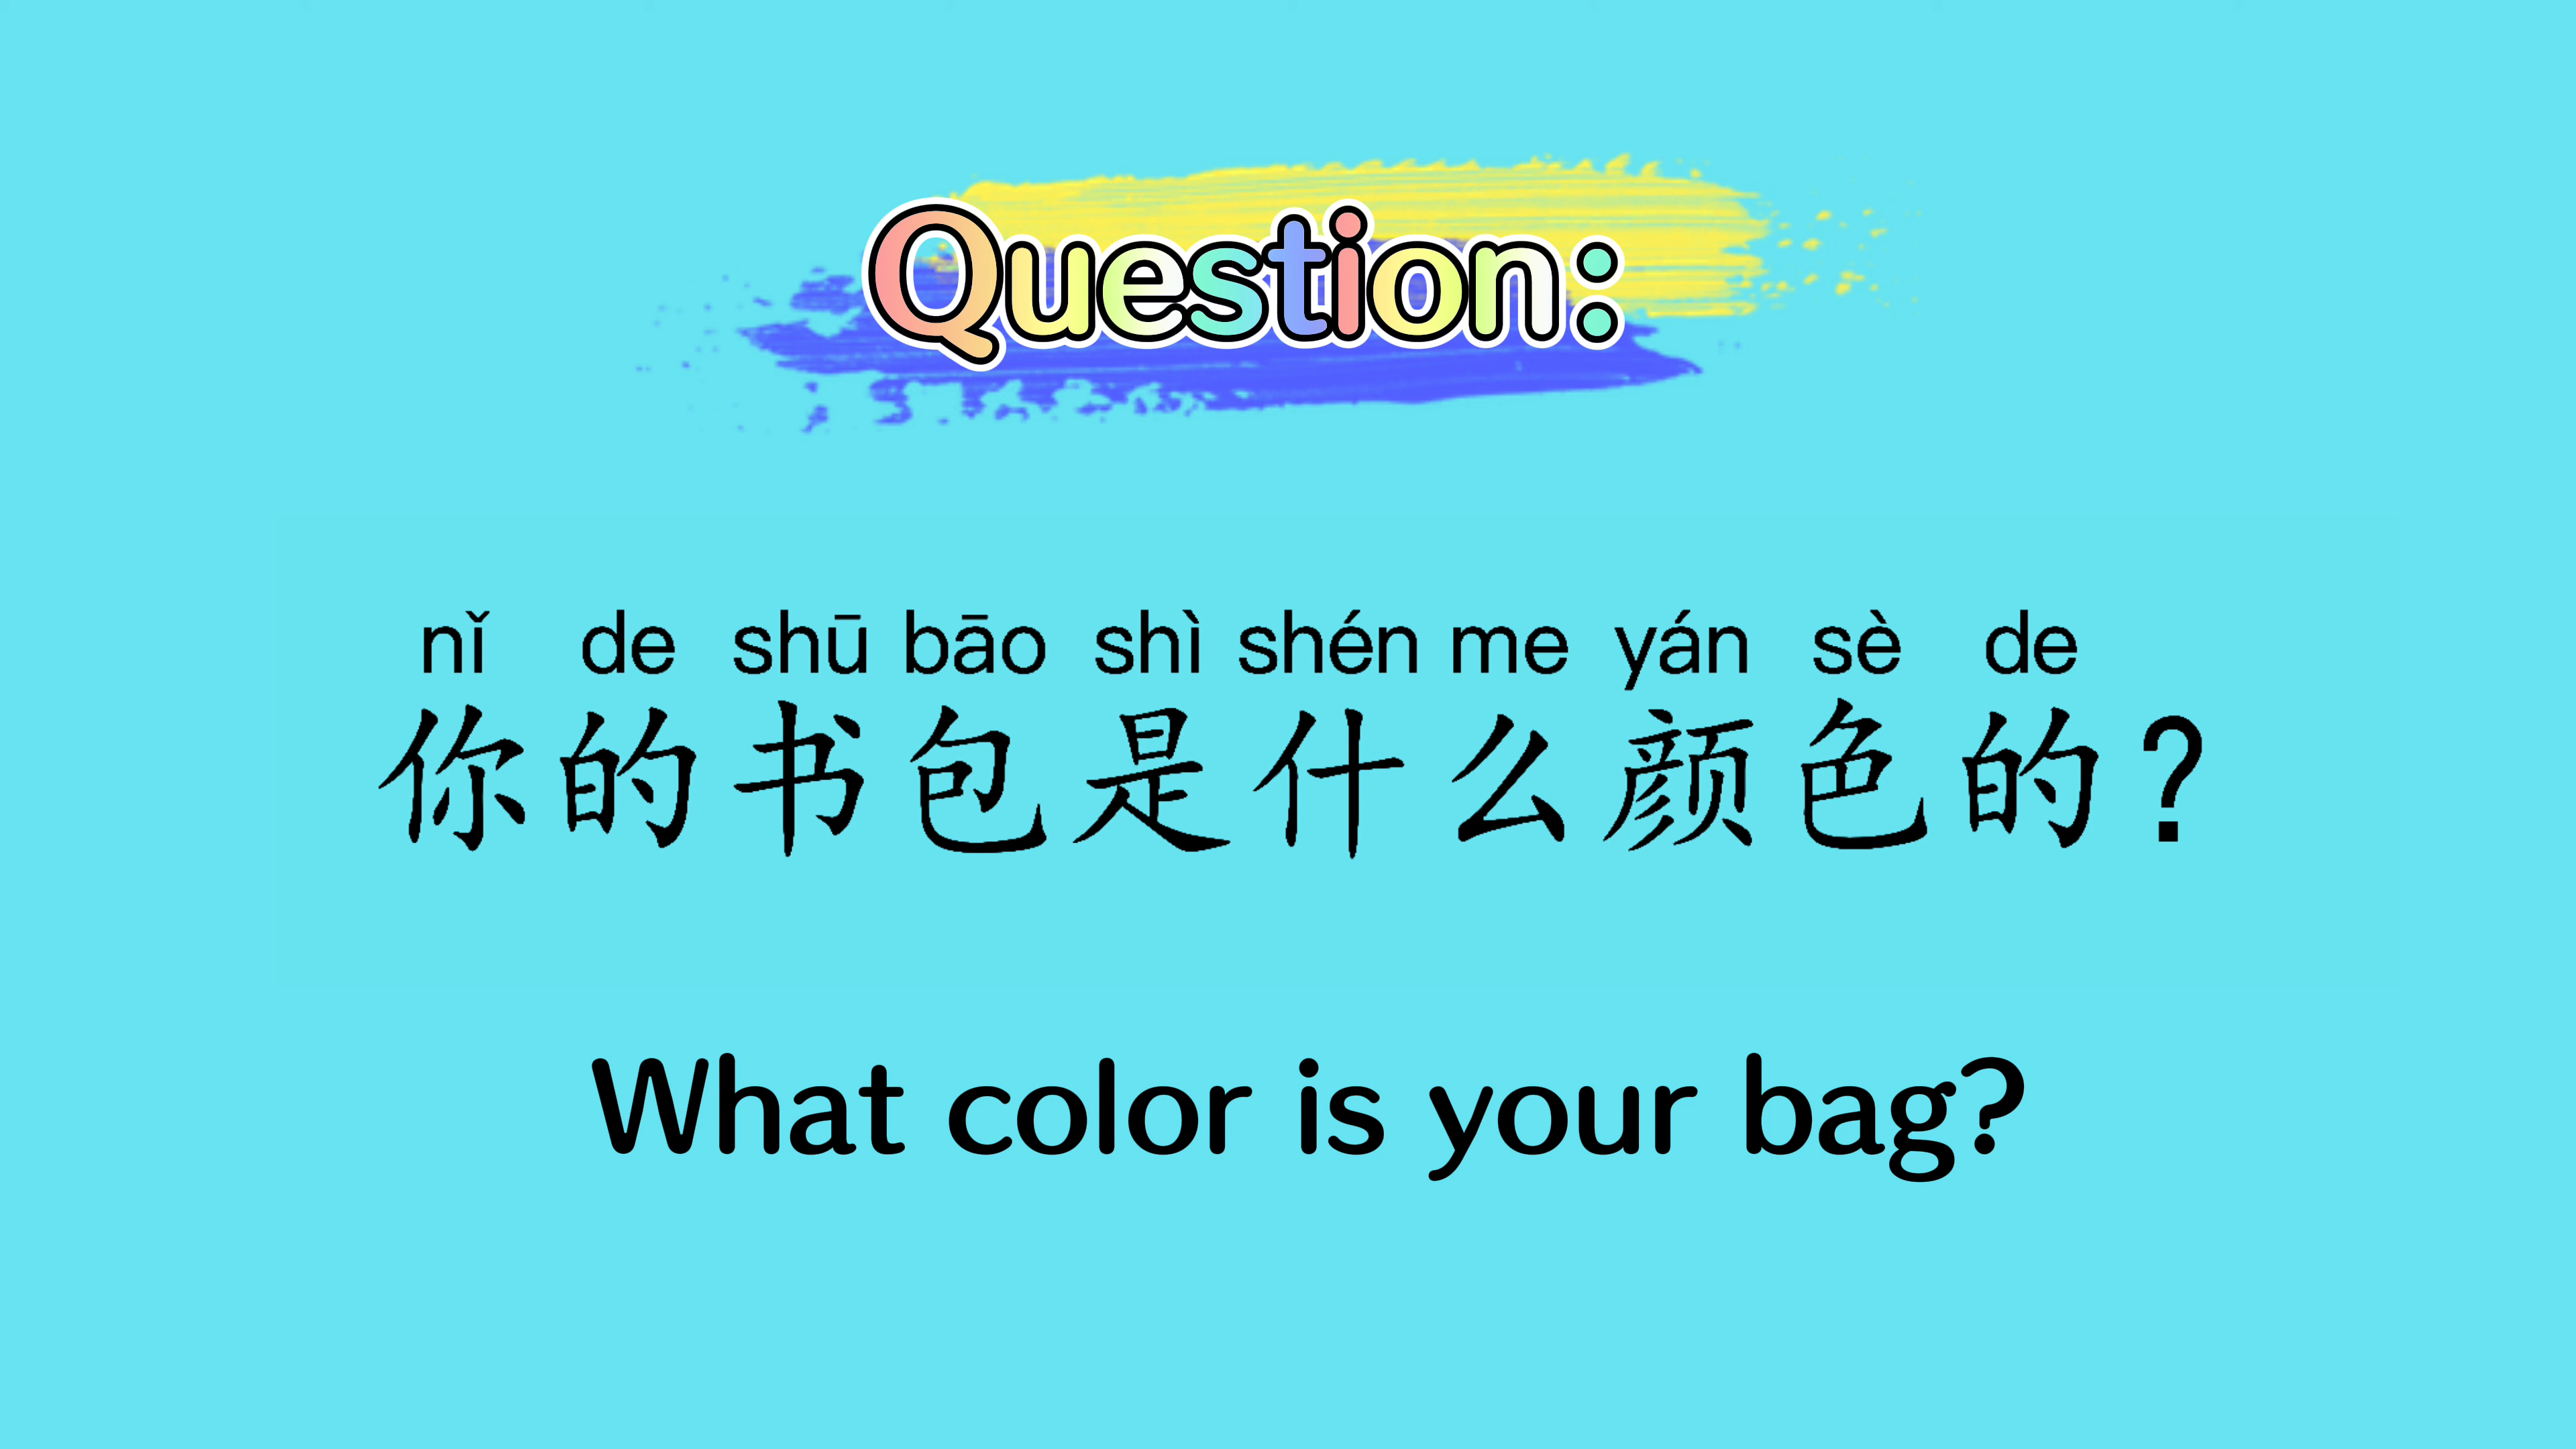 Question:
nǐ de shū bāo shì shén me yán sè de
你的书包是什么颜色的?
What color is your bag?